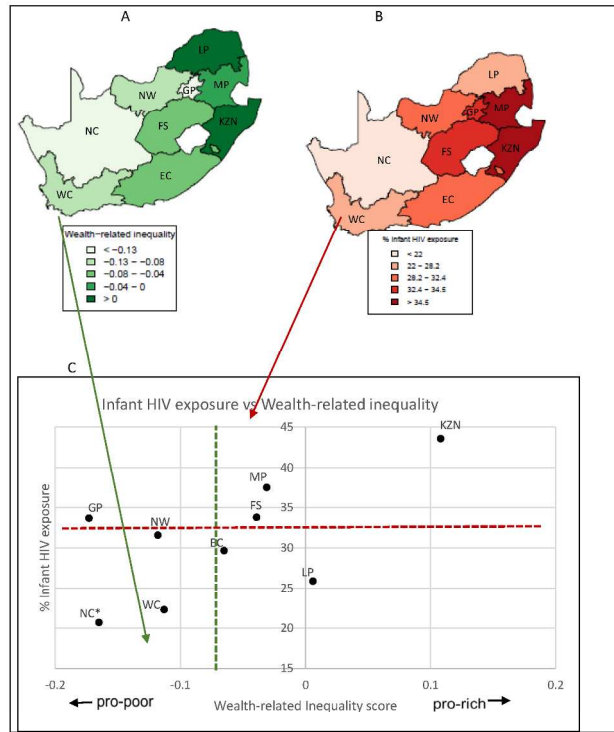 A
LP
NW
GP
MP
NC
FS
KZN
EC
WC
Wealth−related inequality
< −0.13
−0.13 − −0.08
−0.08 − −0.04
−0.04 − 0
> 0
B
LP
NW
GP
MP
NC
FS
KZN
EC
WC
% Infant HIV exposure
< 22
22 − 28.2
28.2 − 32.4
32.4 − 34.5
> 34.5
C
Infant HIV exposure vs Wealth-related inequality
% Infant HIV exposure
45
40
35
30
25
20
15
KZN
MP
GP
FS
NW
EC
LP
WC
NC*
-0.2
-0.1
0
0.1
0.2
pro-poor
Wealth-related Inequality score
pro-rich